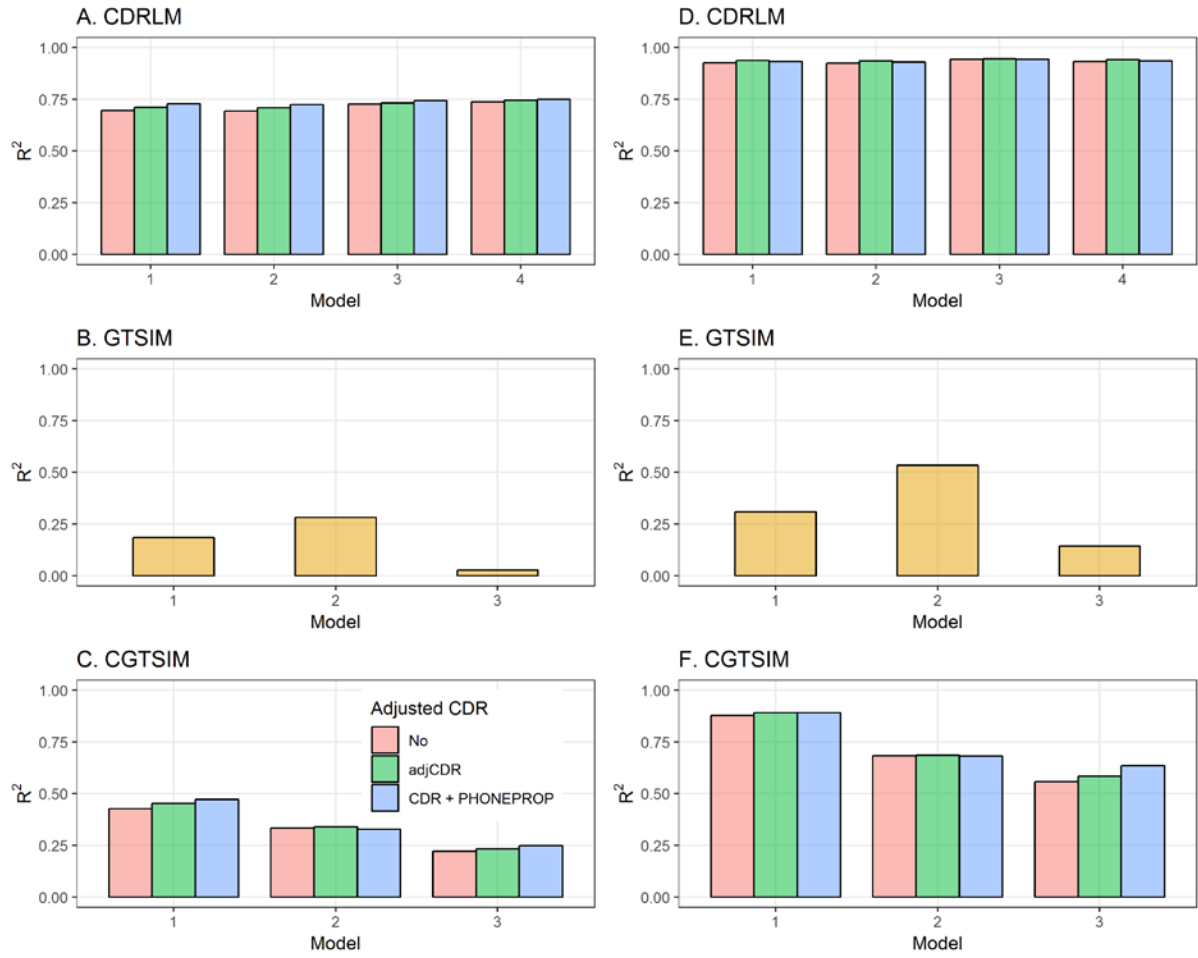 A. CDRLM
1.00
0.75
0.50
0.25
0.00
R²
1 2 3 4
Model
D. CDRLM
1.00
0.75
0.50
0.25
0.00
R²
1 2 3 4
Model
B. GTSIM
1.00
0.75
0.50
0.25
0.00
R²
1 2 3
Model
E. GTSIM
1.00
0.75
0.50
0.25
0.00
R²
1 2 3
Model
C. CGTSIM
1.00
0.75
0.50
0.25
0.00
R²
Adjusted CDR
No
adjCDR
CDR + PHONEPROP
1 2 3
Model
F. CGTSIM
1.00
0.75
0.50
0.25
0.00
R²
1 2 3
Model